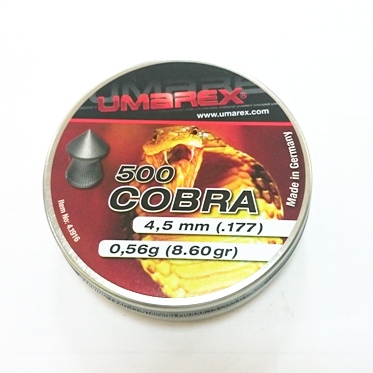 UMAREX®
www.umarex.com
500
COBRA
4,5 mm (.177)
0,56g (8.60gr)
Made in Germany